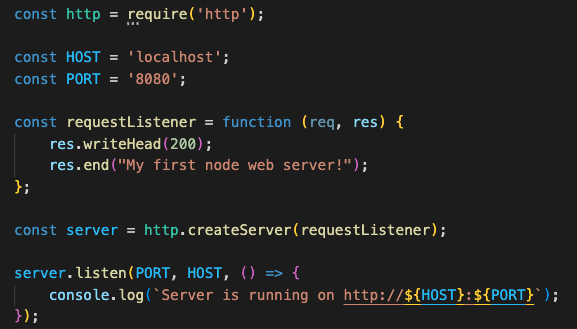 const http = require('http');
const HOST = 'localhost';
const PORT = '8080';
const requestListener = function (req, res) {
    res.writeHead(200);
    res.end("My first node web server!");
};
const server = http.createServer(requestListener);
server.listen(PORT, HOST, () => {
    console.log(`Server is running on http://${HOST}:${PORT}`);
});